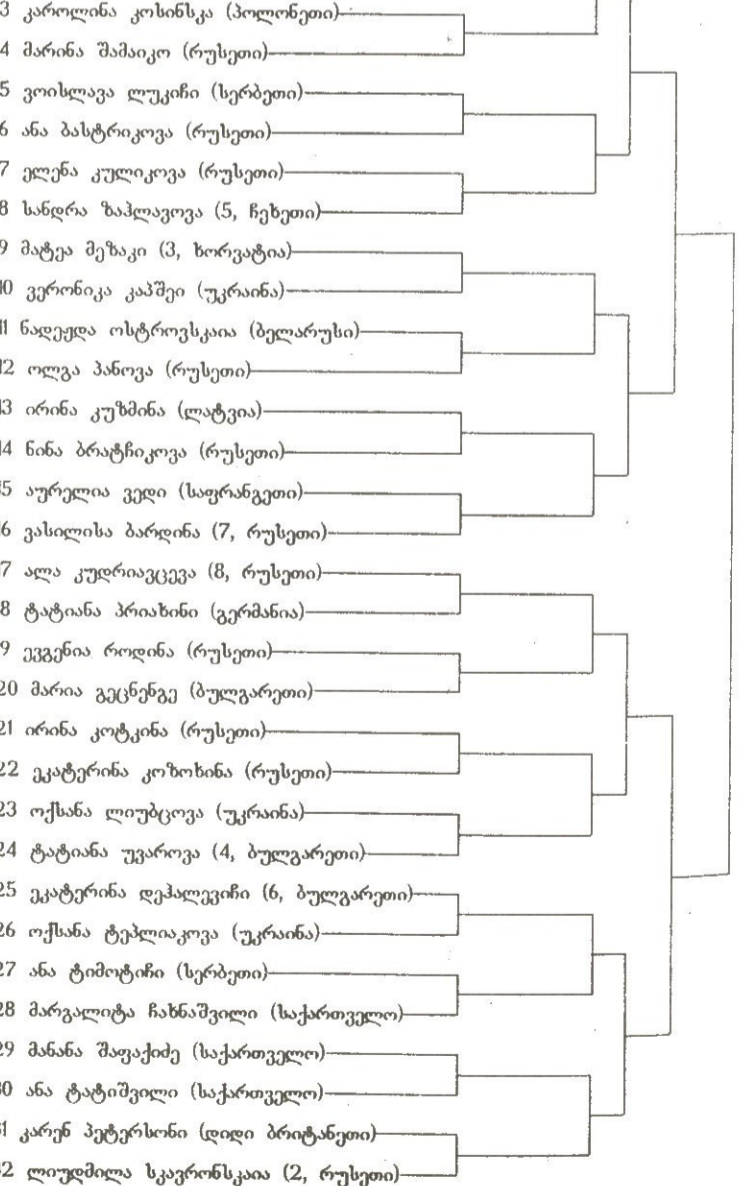 3 კაროლინა კოსინსკა (პოლონეთი)
4 მარინა შამაიკო (რუსეთი)
5 ვოისლავა ლუკიჩი (სერბეთი)
6 ანა ბასტრიკოვა (რუსეთი)
7 ელენა კულიკოვა (რუსეთი)
8 სანდრა ზაჰლავოვა (5, ჩეხეთი)
9 მატეა მეზაკი (3, ხორვატია)
10 ვერონიკა კაპშეი (უკრაინა)
11 ნადეჟდა ოსტროვსკაია (ბელარუსი)
12 ოლგა პანოვა (რუსეთი)
13 ირინა კუზმინა (ლატვია)
14 ნინა ბრატჩიკოვა (რუსეთი)
15 აურელია ვედი (საფრანგეთი)
16 ვასილისა ბარდინა (7, რუსეთი)
17 ალა კუდრიავცევა (8, რუსეთი)
18 ტატიანა პრიახინი (გერმანია)
19 ევგენია როდინა (რუსეთი)
20 მარია გეცნენგე (ბულგარეთი)
21 ირინა კოტკინა (რუსეთი)
22 ეკატერინა კოზოხინა (რუსეთი)
23 ოქსანა ლიუბცოვა (უკრაინა)
24 ტატიანა უვაროვა (4, ბულგარეთი)
25 ეკატერინა დეჰალევიჩი (6, ბულგარეთი)
26 ოქსანა ტეპლიაკოვა (უკრაინა)
27 ანა ტიმოტიჩი (სერბეთი)
28 მარგალიტა ჩახნაშვილი (საქართველო)
29 მანანა შაფაქიძე (საქართველო)
30 ანა ტატიშვილი (საქართველო)
31 კარენ პეტერსონი (დიდი ბრიტანეთი)
32 ლიუდმილა სკავრონსკაია (2, რუსეთი)